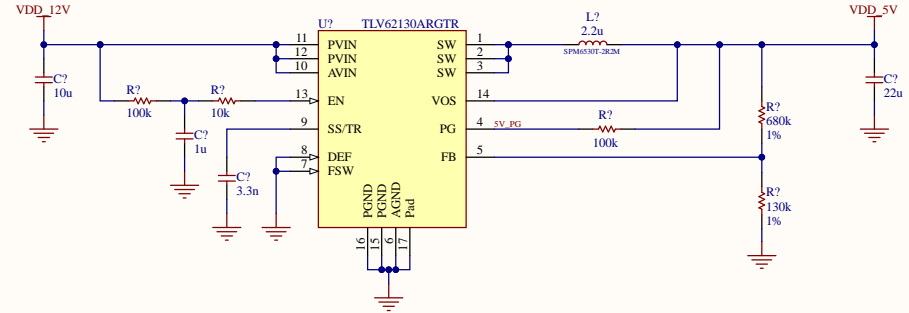 VDD_12V
VDD_5V
U?
TLV62130ARGTR
L?
2.2u
SPM6530T-2R2M
11
PVIN
SW
1
12
PVIN
SW
2
10
AVIN
SW
3
C?
10u
C?
22u
R?
100k
R?
10k
13
EN
VOS
14
C?
1u
9
SS/TR
PG
4
5V_PG
R?
100k
R?
680k
1%
8
DEF
FB
5
7
FSW
C?
3.3n
R?
130k
1%
PGND
PGND
AGND
Pad
16
15
6
17